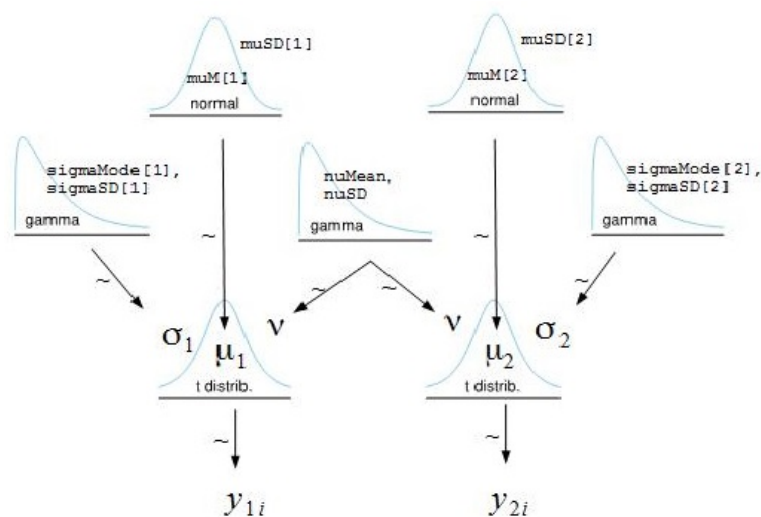 muSD[1]
muM[1]
normal
muSD[2]
muM[2]
normal
sigmaMode[1],
sigmaSD[1]
gamma
nuMean,
nuSD
gamma
sigmaMode[2],
sigmaSD[2]
gamma
~
~
~
~
~
~
σ1
μ1
ν
t distrib.
ν
μ2
σ2
t distrib.
~
~
y1i
y2i